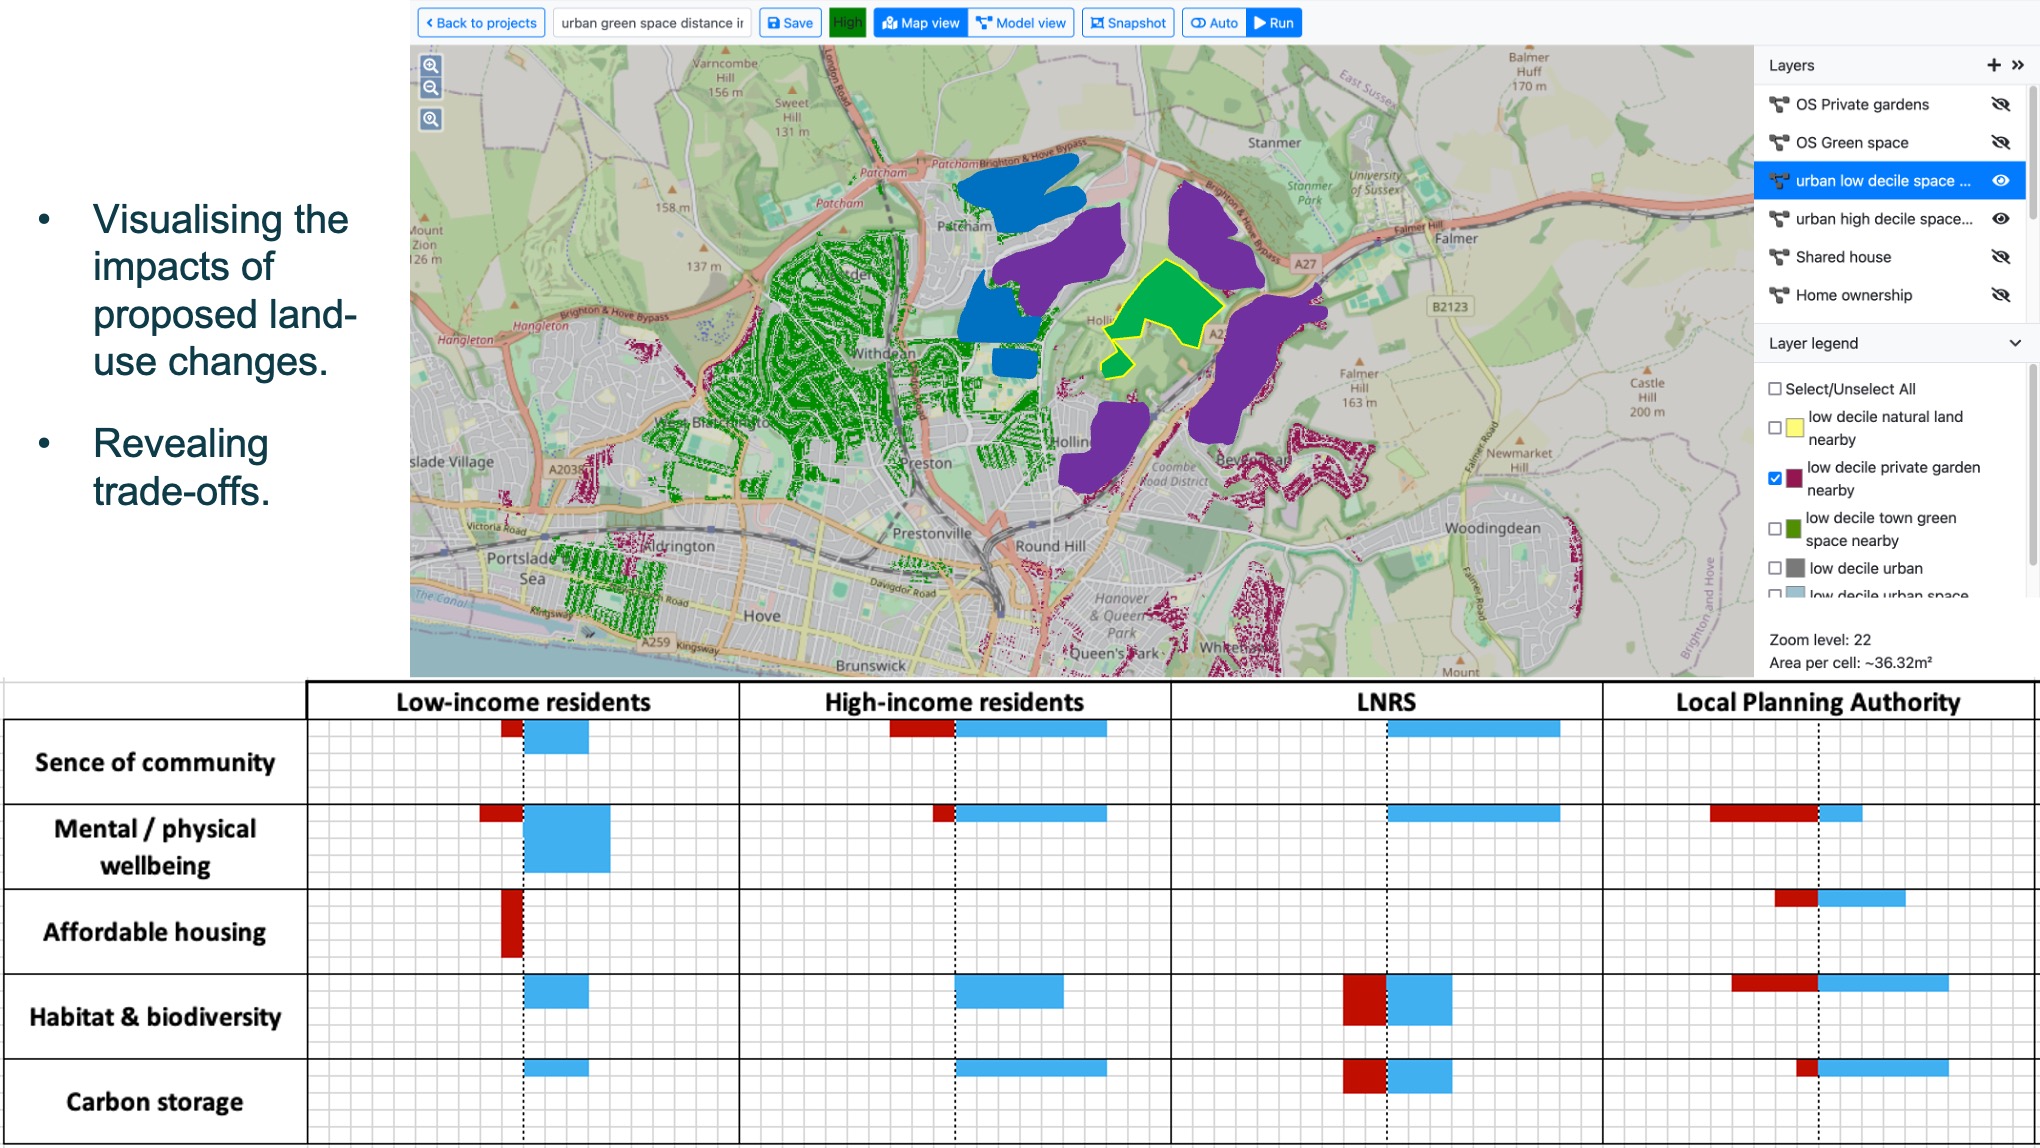 Back to projects
urban green space distance ir
Save
High
Map view
Model view
Snapshot
Auto
Run
• Visualising the
impacts of
proposed land-
use changes.
• Revealing
trade-offs.
Varncombe
Hill
156 m
Sweet
Hill
131 m
London Road
Patcham
Brighton & Hove Bypass
Patcham
158 m
Patcham
Patcham
Mount
Zion
126 m
137 m
Brighton & Hove Bypass
Hangleton
Hangleton
Withdean
East Sussex
Balmer
Huff
170 m
Stanmer
Stanmer
Park
University
of Sussex
Brighton & Hove Bypass
Falmer Hill
Falmer
A27
B2123
Falmer
Hill
163 m
Castle
Hill
200 m
Newmarket
Hill
Falmer Road
slade Village
A2038
Preston
Hollin
Coombe
Road District
Victoria Road
Portslade
Sea
Aldrington
Prestonville
Round Hill
Woodingdean
The Canal
Kingsway
Davigdor Road
Hove
Hanover
& Queen's
Park
Falmer Road
Brighton and Hove
A259
Kingsway
Brunswick
Queen's Park
Mount
Layers
OS Private gardens
OS Green space
urban low decile space ...
urban high decile space...
Shared house
Home ownership
Layer legend
Select/Unselect All
low decile natural land
nearby
low decile private garden
nearby
low decile town green
space nearby
low decile urban
low decile urban space
Zoom level: 22
Area per cell: ~36.32m²
Low-income residents
High-income residents
LNRS
Local Planning Authority
Sence of community
Mental / physical
wellbeing
Affordable housing
Habitat & biodiversity
Carbon storage